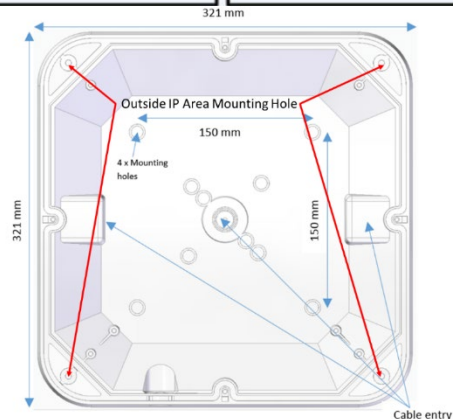 321 mm
Outside IP Area Mounting Hole
150 mm
4 x Mounting
holes
321 mm
150 mm
Cable entry